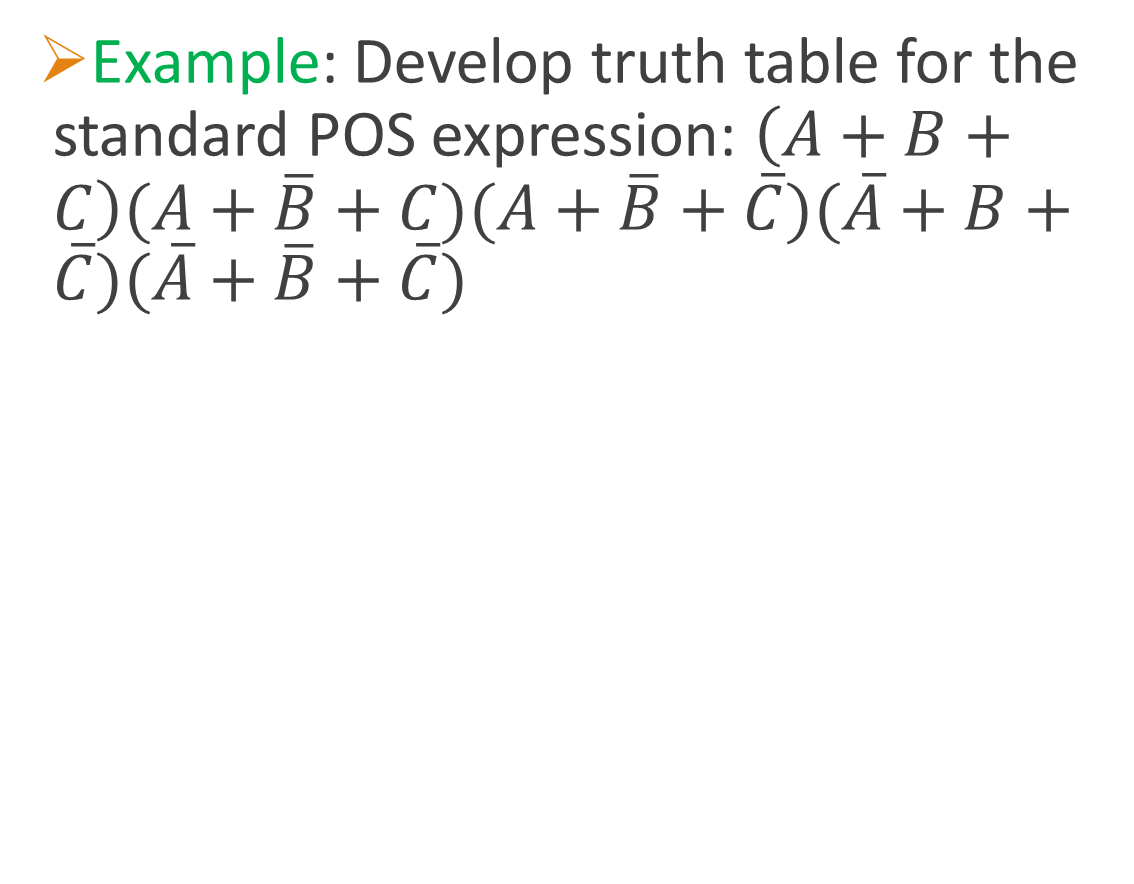 ➢Example: Develop truth table for the
standard POS expression: (A + B +
C)(A + B̅ + C)(A + B̅ + C̅)(A̅ + B +
C̅)(A̅ + B̅ + C̅)